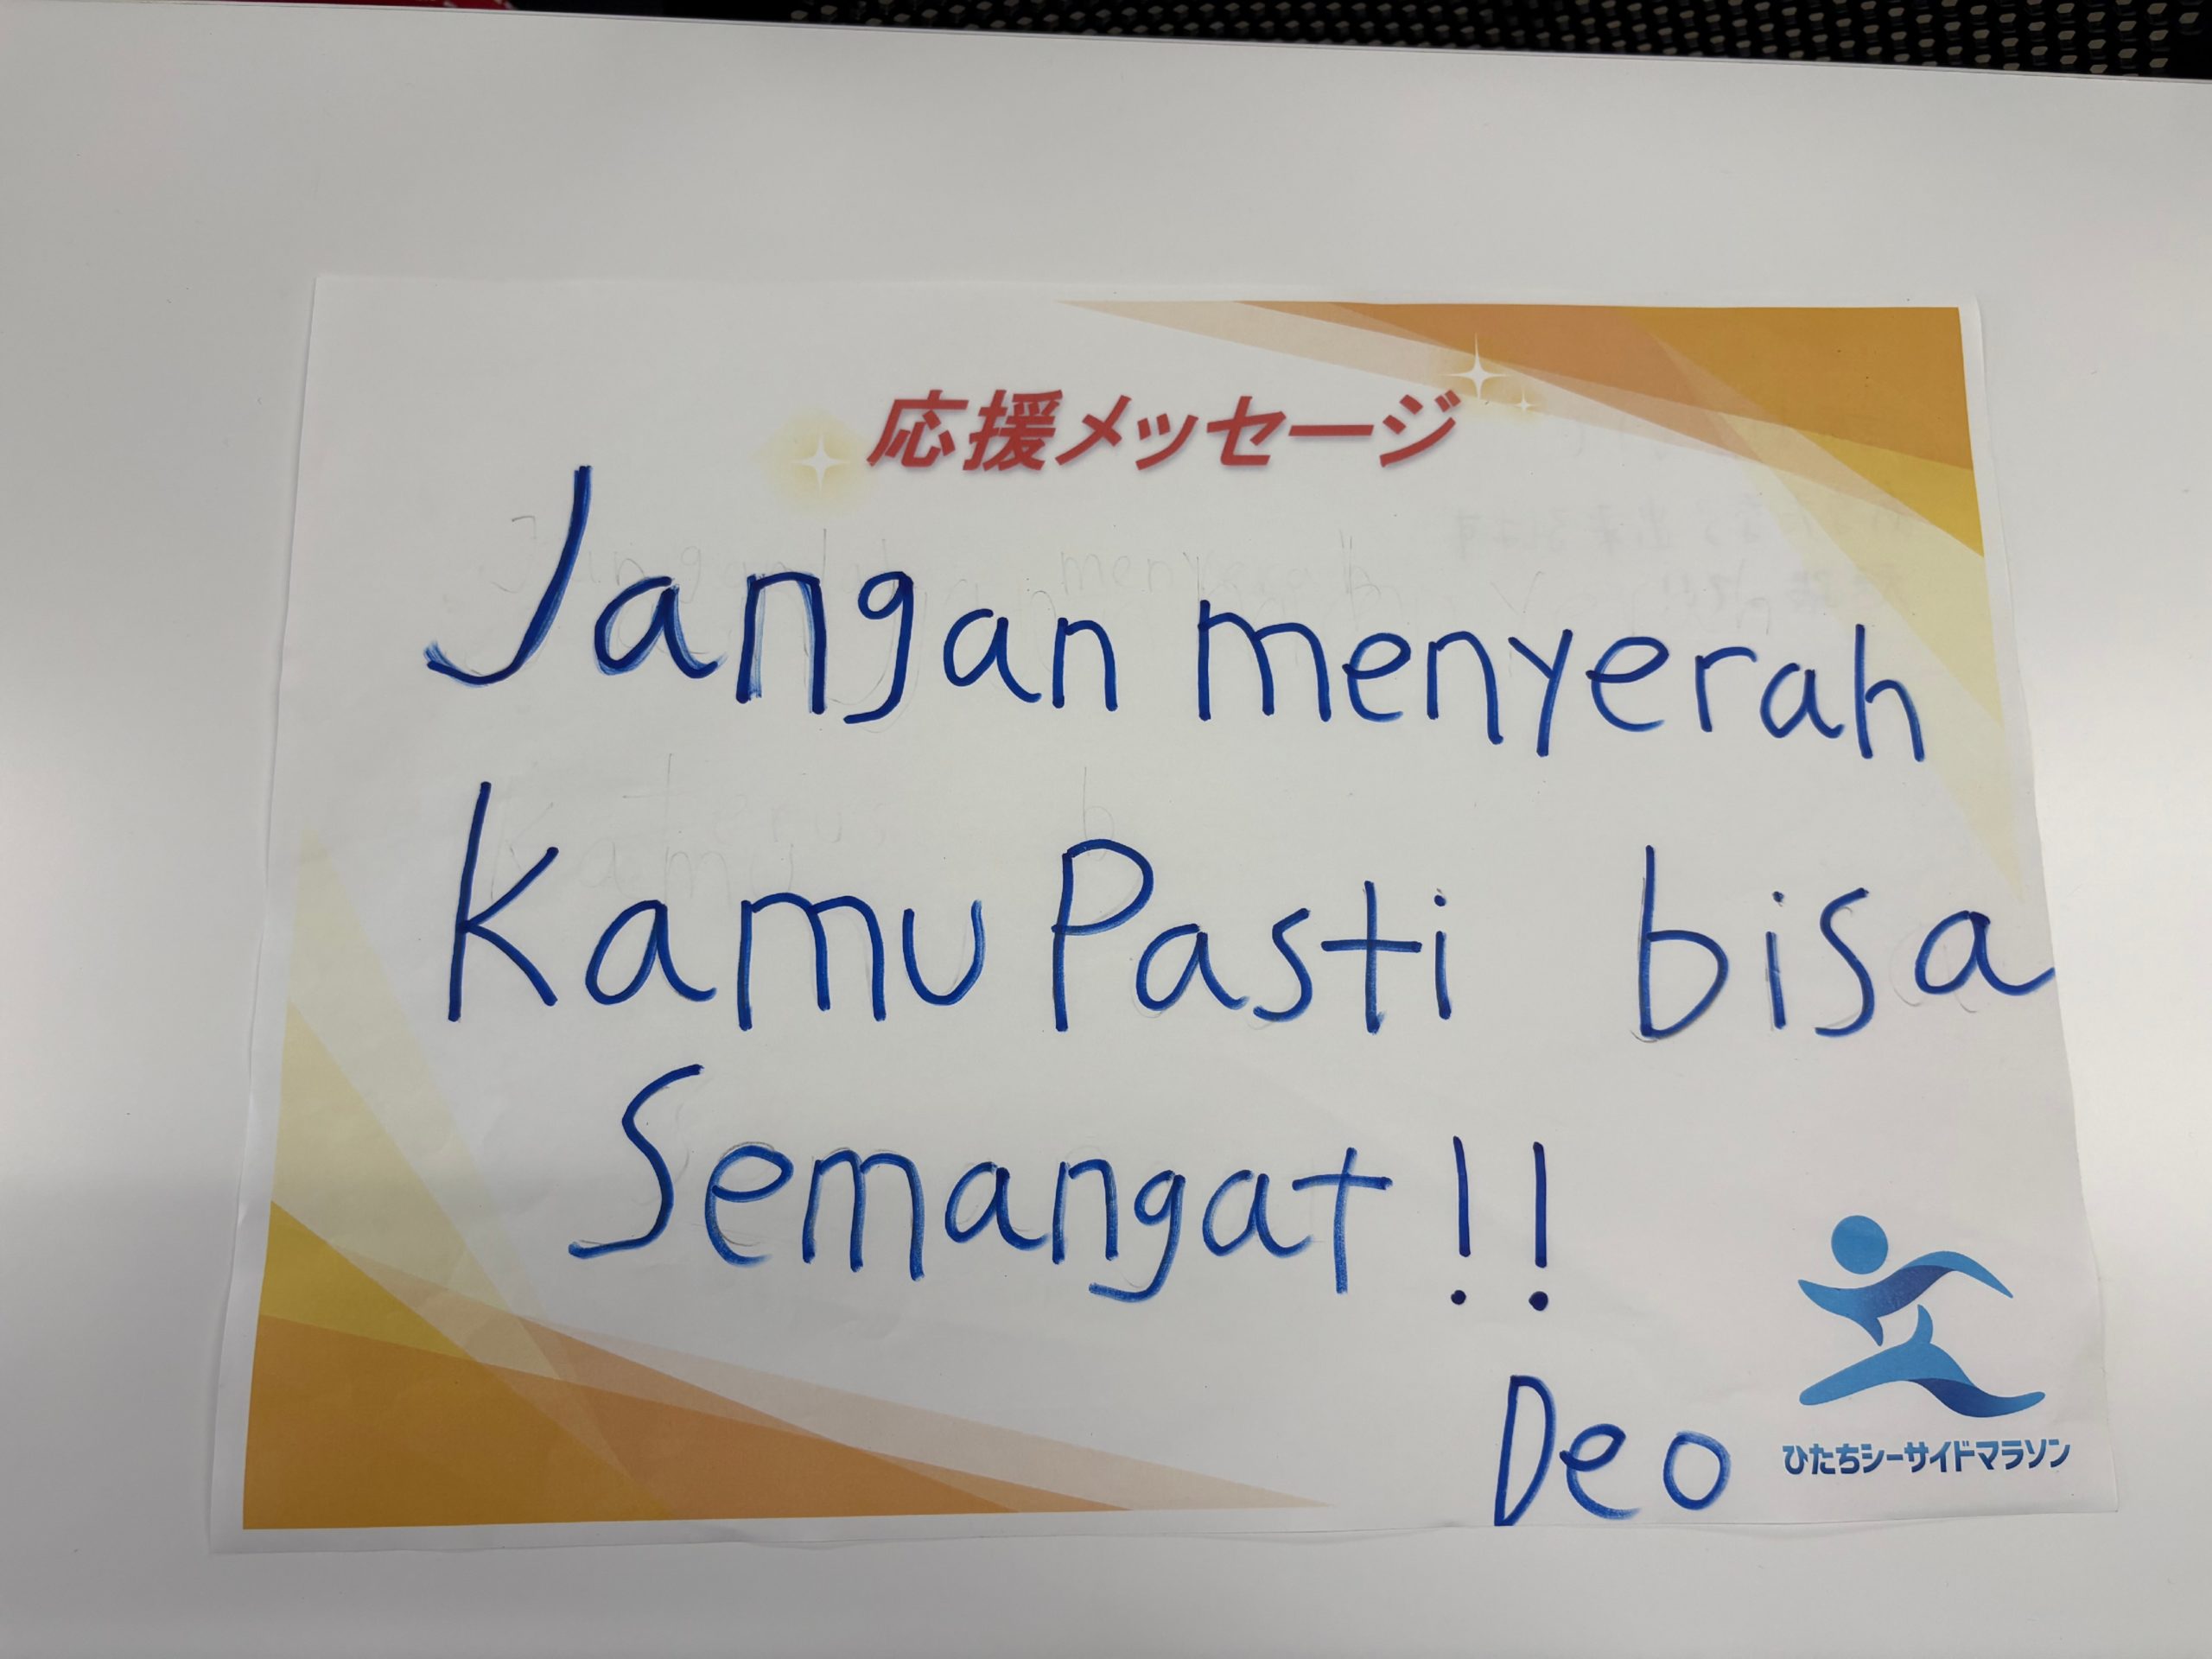 応援メッセージ
Jangan menyerah
Kamu Pasti bisa
Semangat!!
Deo
ひたちシーサイドマラソン